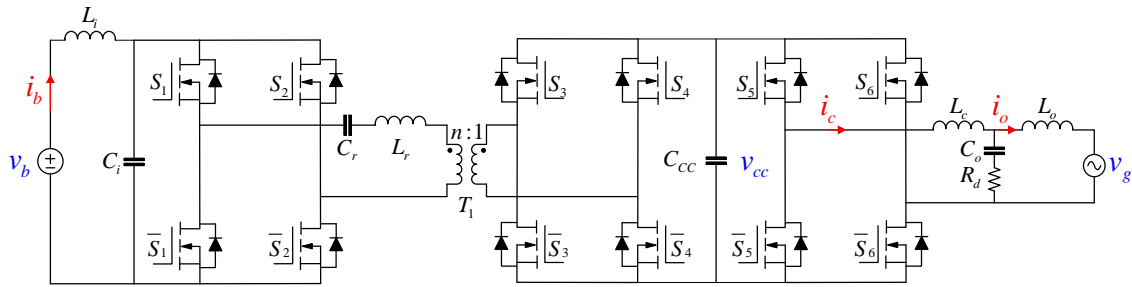 L_i
i_b
v_b
C_i
S_1
S_2
S̅_1
S̅_2
C_r
L_r
n:1
T_1
S_3
S_4
S̅_3
S̅_4
C_CC
v_cc
S_5
S_6
S̅_5
S̅_6
i_c
L_c
i_o
L_o
C_o
R_d
v_g